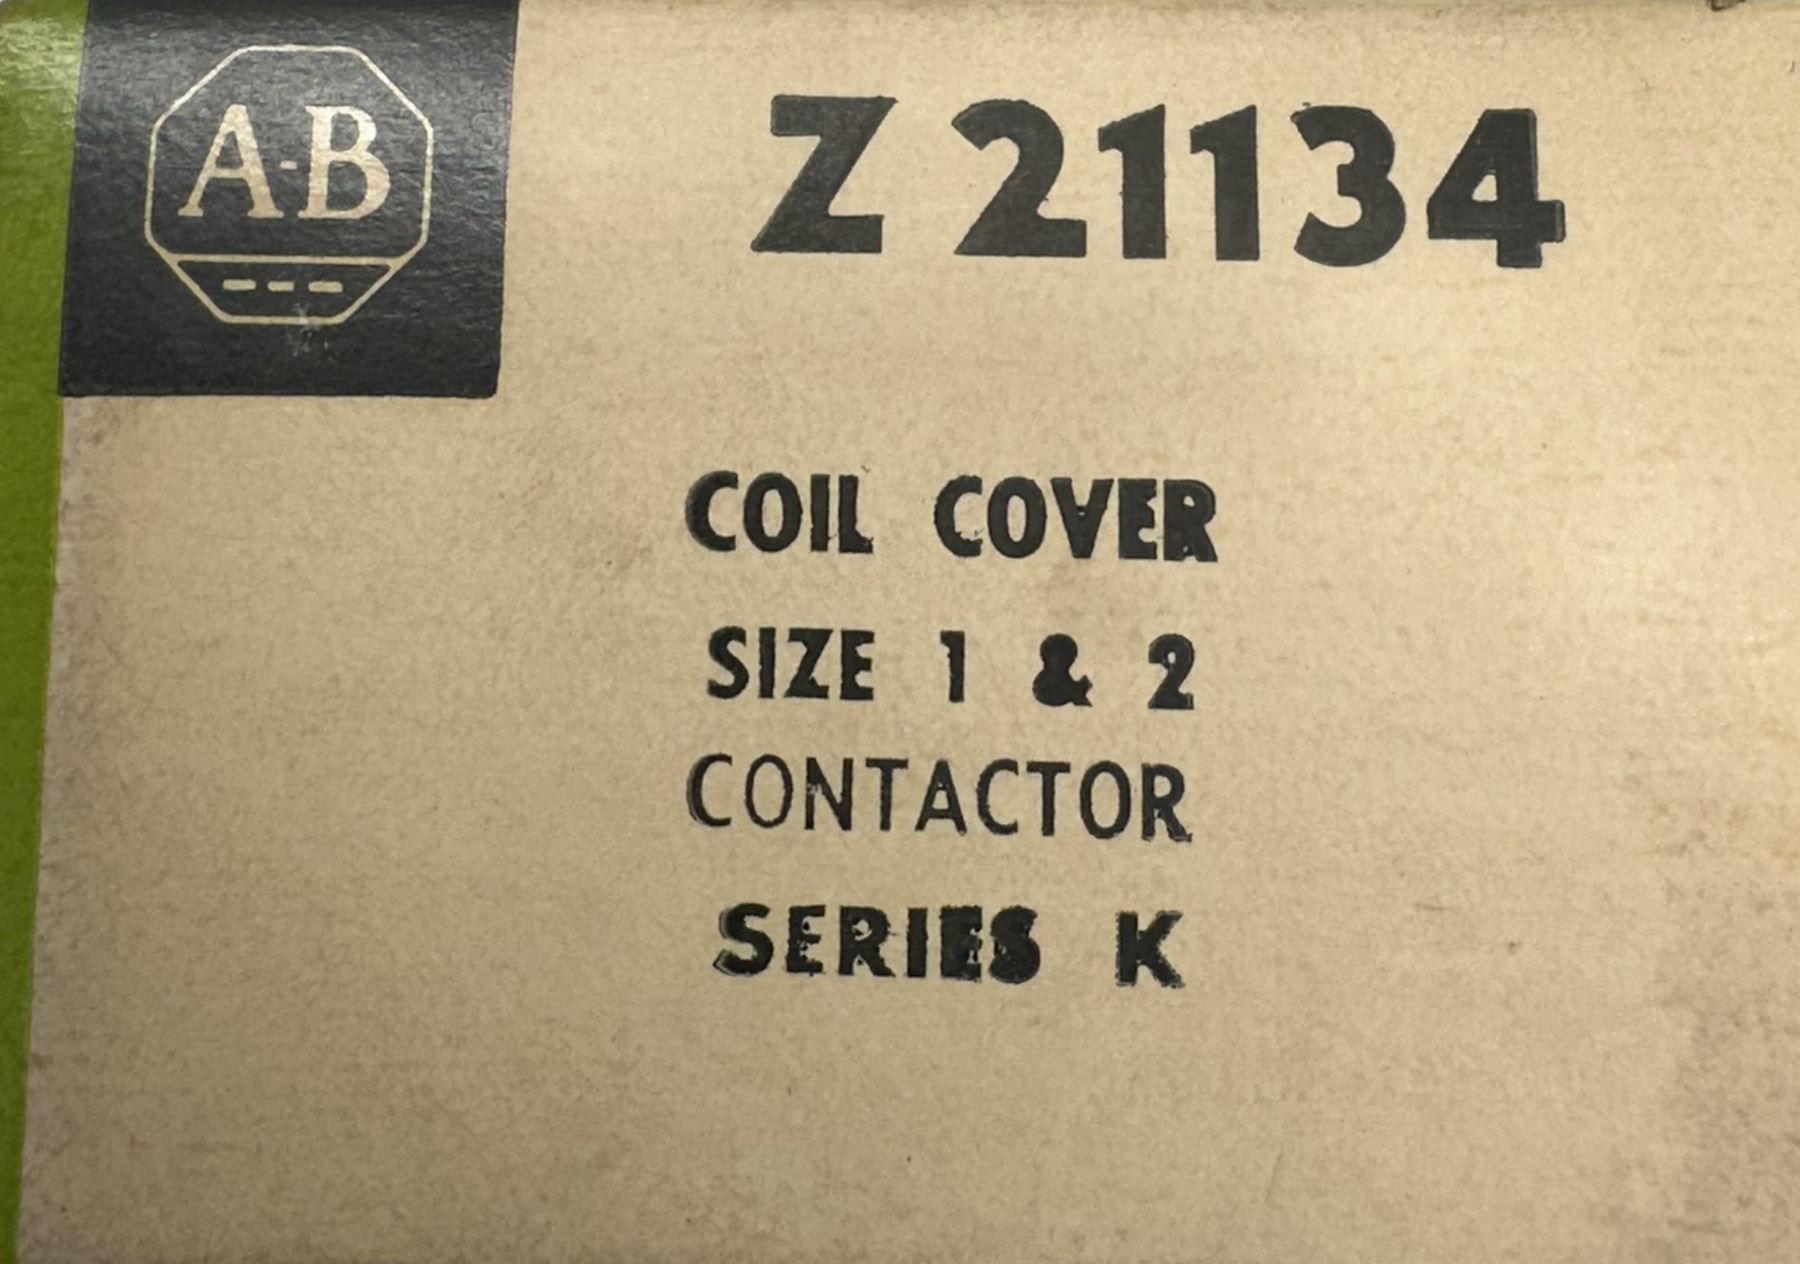 A-B
Z 21134
COIL COVER
SIZE 1 & 2
CONTACTOR
SERIES K